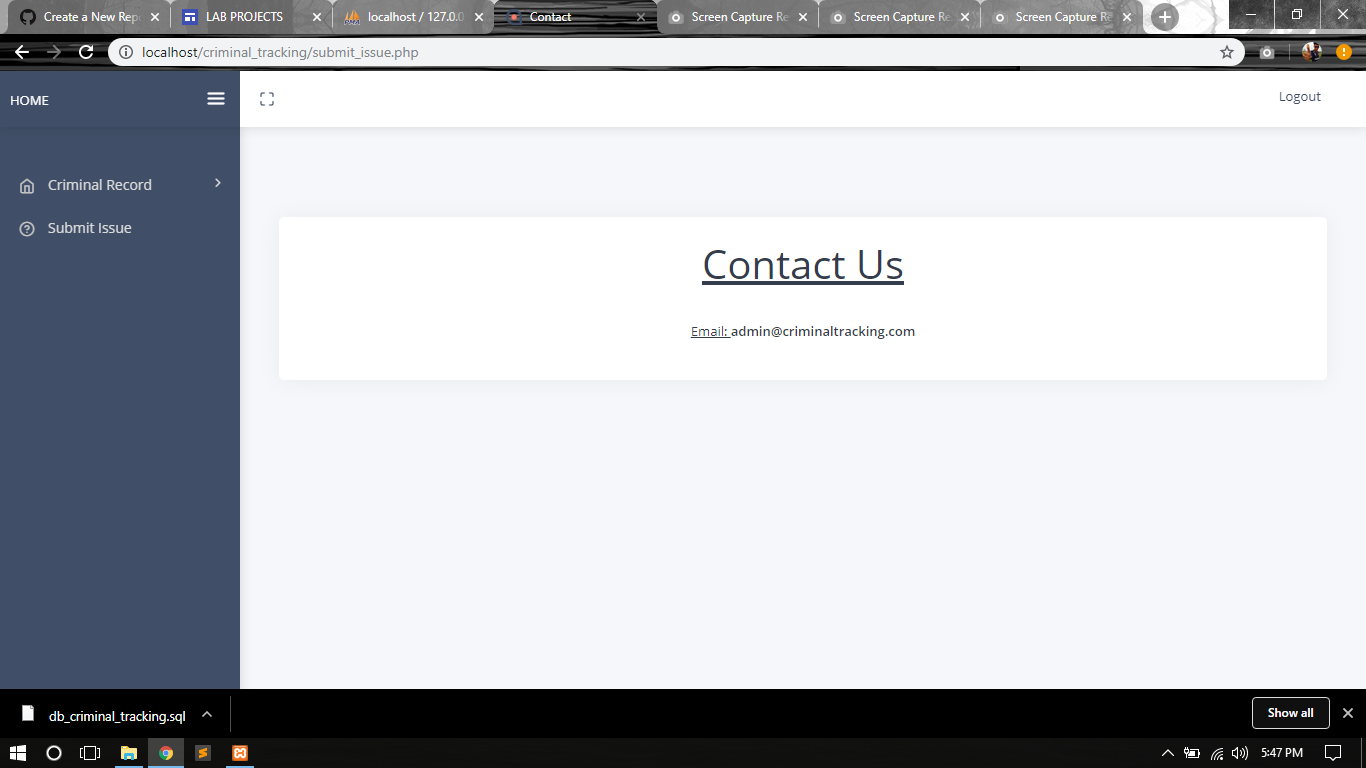 Create a New Repo
LAB PROJECTS
localhost / 127.0.0
Contact
Screen Capture Re
Screen Capture Re
Screen Capture Re
localhost/criminal_tracking/submit_issue.php
HOME
Logout
Criminal Record
Submit Issue
Contact Us
Email: admin@criminaltracking.com
db_criminal_tracking.sql
Show all
5:47 PM